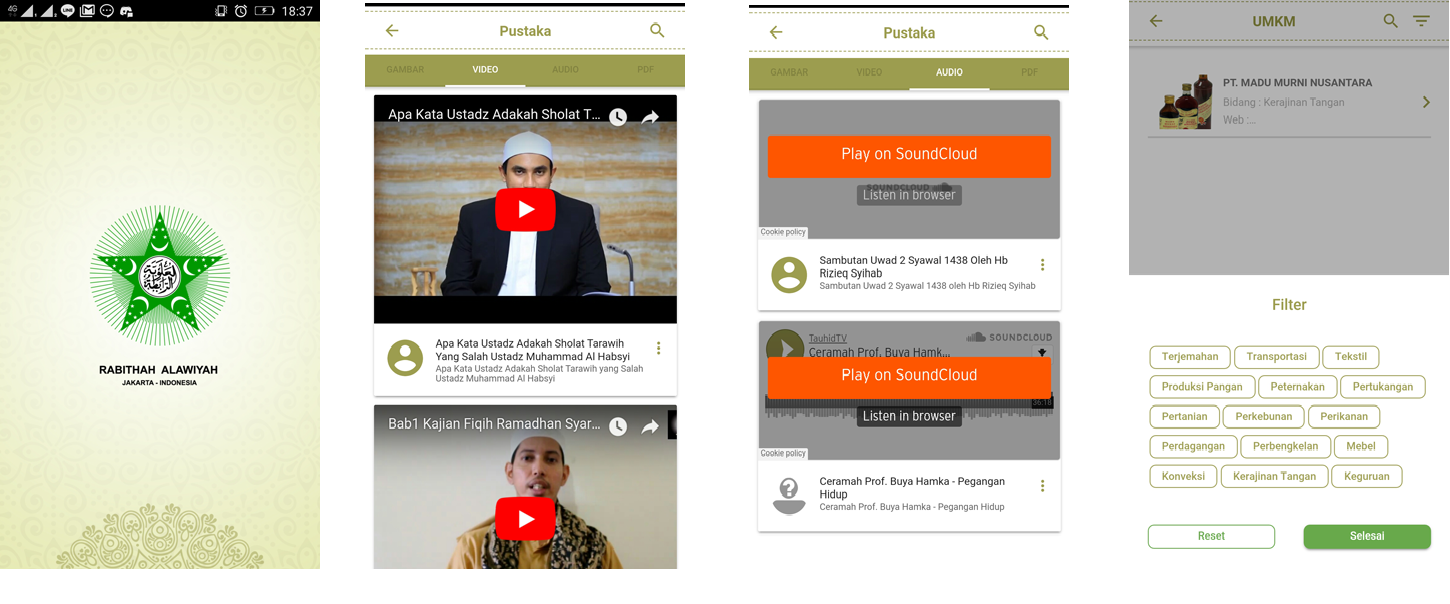 4G
18:37
RABITHAH ALAWIYAH
JAKARTA - INDONESIA
Pustaka
GAMBAR VIDEO AUDIO PDF
Apa Kata Ustadz Adakah Sholat T...
Apa Kata Ustadz Adakah Sholat Tarawih
Yang Salah Ustadz Muhammad Al Habsyi
Apa Kata Ustadz Adakah Sholat Tarawih yang Salah
Ustadz Muhammad Al Habsyi
Bab1 Kajian Fiqih Ramadhan Syar...
Pustaka
GAMBAR VIDEO AUDIO PDF
Play on SoundCloud
SOUNDCLOUD
Listen in browser
Cookie policy
Sambutan Uwad 2 Syawal 1438 Oleh Hb
Rizieq Syihab
Sambutan Uwad 2 Syawal 1438 oleh Hb Rizieq Syihab
TauhidTV
SOUNDCLOUD
Ceramah Prof. Buya Hamk...
Play on SoundCloud
36:18
Listen in browser
Cookie policy
Ceramah Prof. Buya Hamka - Pegangan
Hidup
Ceramah Prof. Buya Hamka - Pegangan Hidup
UMKM
PT. MADU MURNI NUSANTARA
Bidang : Kerajinan Tangan
Web :...
Filter
Terjemahan Transportasi Tekstil
Produksi Pangan Peternakan Pertukangan
Pertanian Perkebunan Perikanan
Perdagangan Perbengkelan Mebel
Konveksi Kerajinan Tangan Keguruan
Reset Selesai